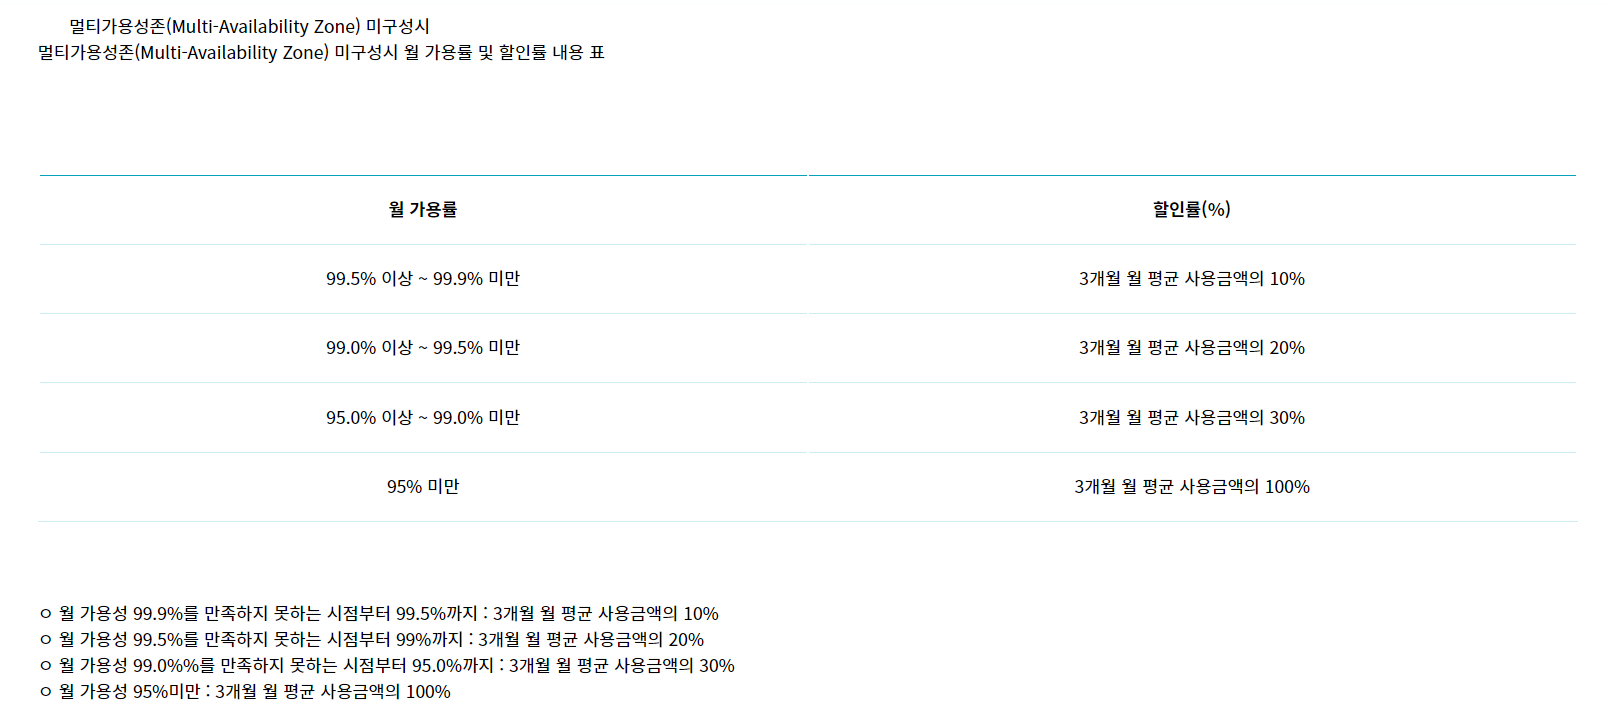 멀티가용성존(Multi-Availability Zone) 미구성시
멀티가용성존(Multi-Availability Zone) 미구성시 월 가용률 및 할인률 내용 표
월 가용률 할인률(%)
99.5% 이상 ~ 99.9% 미만 3개월 월 평균 사용금액의 10%
99.0% 이상 ~ 99.5% 미만 3개월 월 평균 사용금액의 20%
95.0% 이상 ~ 99.0% 미만 3개월 월 평균 사용금액의 30%
95% 미만 3개월 월 평균 사용금액의 100%
ㅇ 월 가용성 99.9%를 만족하지 못하는 시점부터 99.5%까지 : 3개월 월 평균 사용금액의 10%
ㅇ 월 가용성 99.5%를 만족하지 못하는 시점부터 99%까지 : 3개월 월 평균 사용금액의 20%
ㅇ 월 가용성 99.0%%를 만족하지 못하는 시점부터 95.0%까지 : 3개월 월 평균 사용금액의 30%
ㅇ 월 가용성 95%미만 : 3개월 월 평균 사용금액의 100%